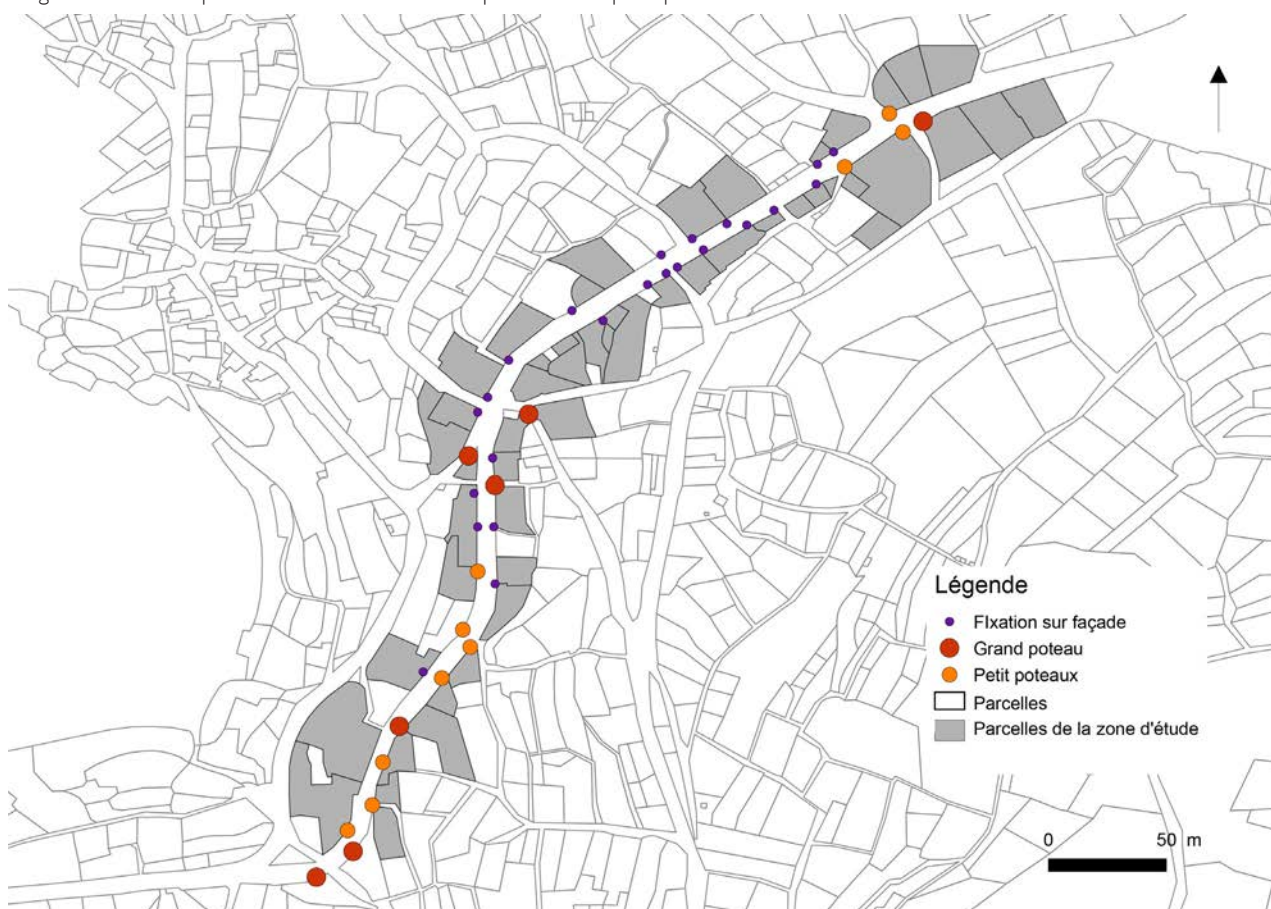 Légende
FIxation sur façade
Grand poteau
Petit poteaux
Parcelles
Parcelles de la zone d'étude
0 50 m